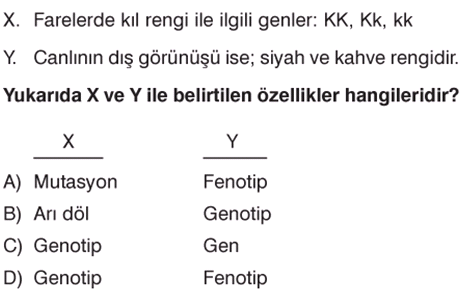 X. Farelerde kıl rengi ile ilgili genler: KK, Kk, kk
Y. Canlının dış görünüşü ise; siyah ve kahve rengidir.
Yukarıda X ve Y ile belirtilen özellikler hangileridir?
X Y
A) Mutasyon Fenotip
B) Arı döl Genotip
C) Genotip Gen
D) Genotip Fenotip